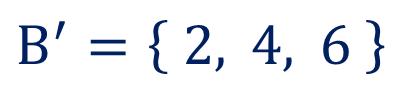 B′ = { 2, 4, 6 }